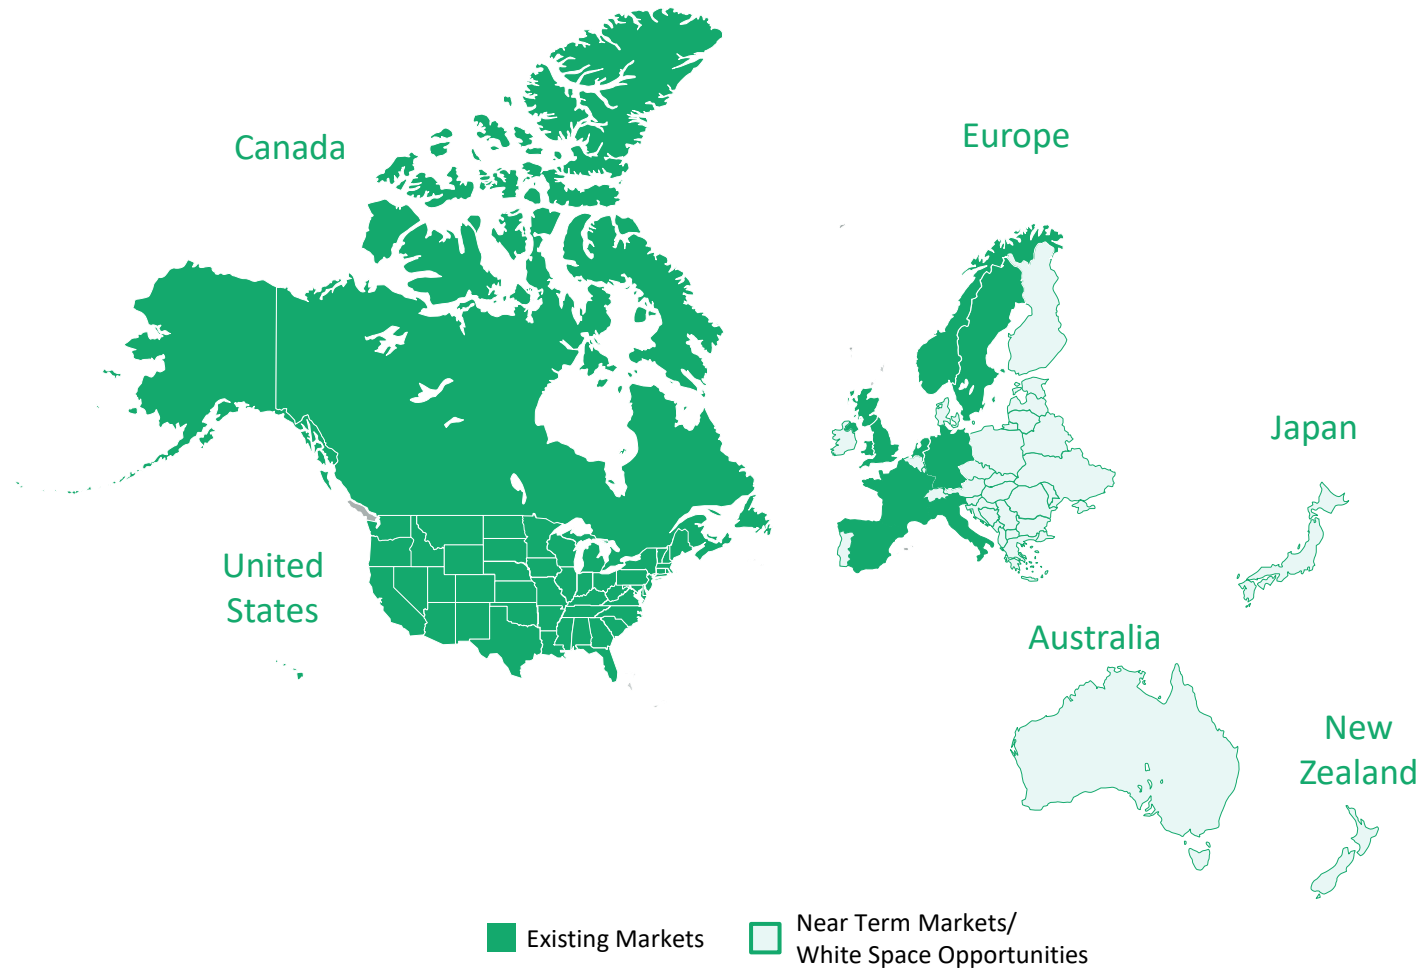 Canada
Europe
Japan
United
States
Australia
New
Zealand
Existing Markets
Near Term Markets/
White Space Opportunities